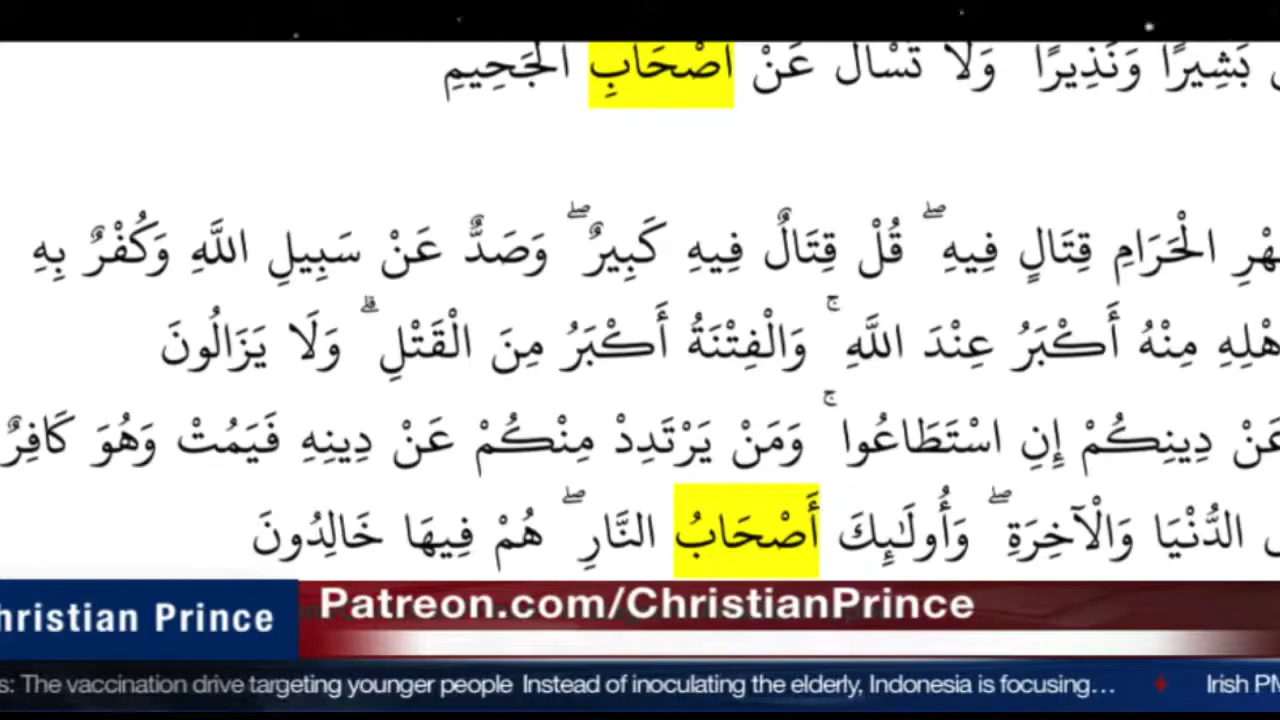 بَشِيرًا وَنَذِيرًا وَلَا تُسْأَلُ عَنْ أَصْحَابِ الْجَحِيمِ
الْحَرَامِ قِتَالٍ فِيهِ ۖ قُلْ قِتَالٌ فِيهِ كَبِيرٌ ۖ وَصَدٌّ عَنْ سَبِيلِ اللَّهِ وَكُفْرٌ بِهِ
مِنْهُ أَكْبَرُ عِنْدَ اللَّهِ ۚ وَالْفِتْنَةُ أَكْبَرُ مِنَ الْقَتْلِ ۗ وَلَا يَزَالُونَ
عَنْ دِينِكُمْ إِنِ اسْتَطَاعُوا ۚ وَمَنْ يَرْتَدِدْ مِنْكُمْ عَنْ دِينِهِ فَيَمُتْ وَهُوَ كَافِرٌ
الدُّنْيَا وَالْآخِرَةِ ۖ وَأُولَٰئِكَ أَصْحَابُ النَّارِ ۖ هُمْ فِيهَا خَالِدُونَ
Patreon.com/ChristianPrince
hristian Prince
s: The vaccination drive targeting younger people Instead of inoculating the elderly, Indonesia is focusing... Irish PM